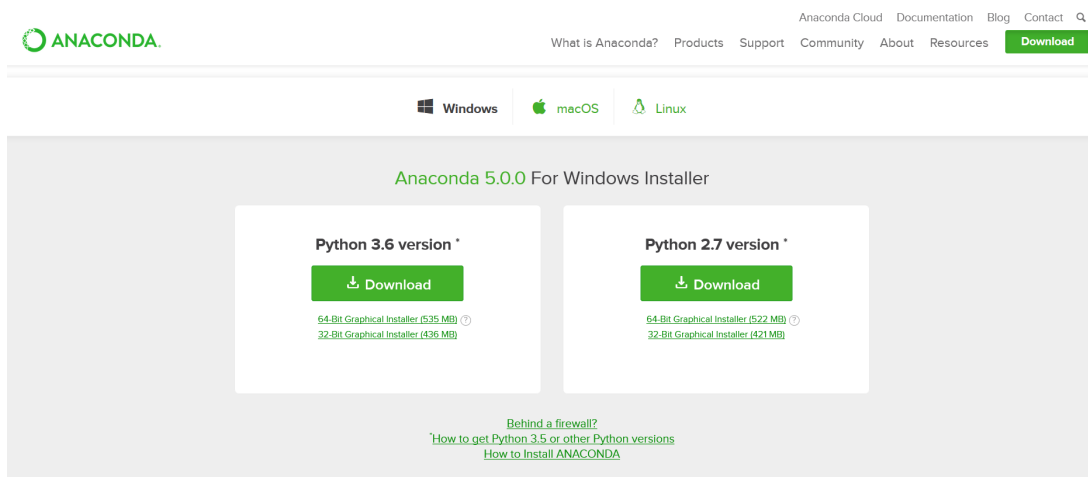 Anaconda Cloud Documentation Blog Contact
ANACONDA.
What is Anaconda? Products Support Community About Resources Download
Windows macOS Linux
Anaconda 5.0.0 For Windows Installer
Python 3.6 version *
Download
64-Bit Graphical Installer (535 MB) ?
32-Bit Graphical Installer (436 MB)
Python 2.7 version *
Download
64-Bit Graphical Installer (522 MB) ?
32-Bit Graphical Installer (421 MB)
Behind a firewall?
*How to get Python 3.5 or other Python versions
How to Install ANACONDA